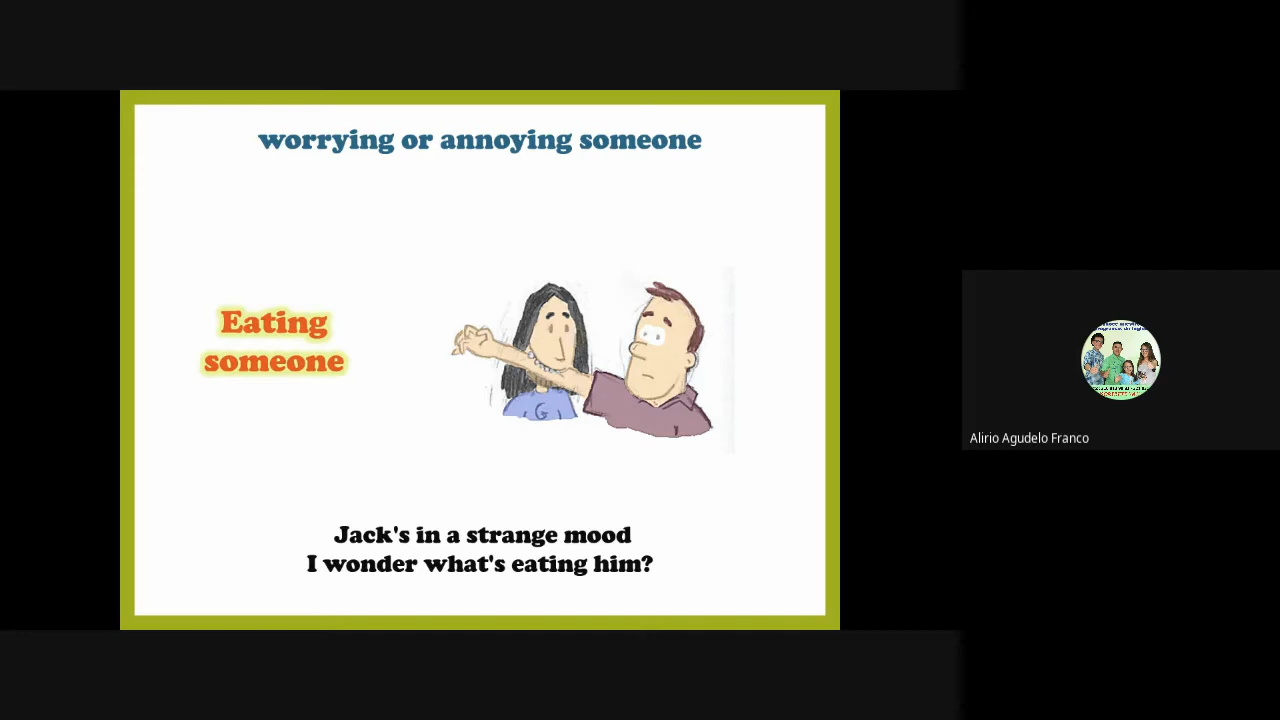 worrying or annoying someone
Eating
someone
Jack's in a strange mood
I wonder what's eating him?
Alirio Agudelo Franco